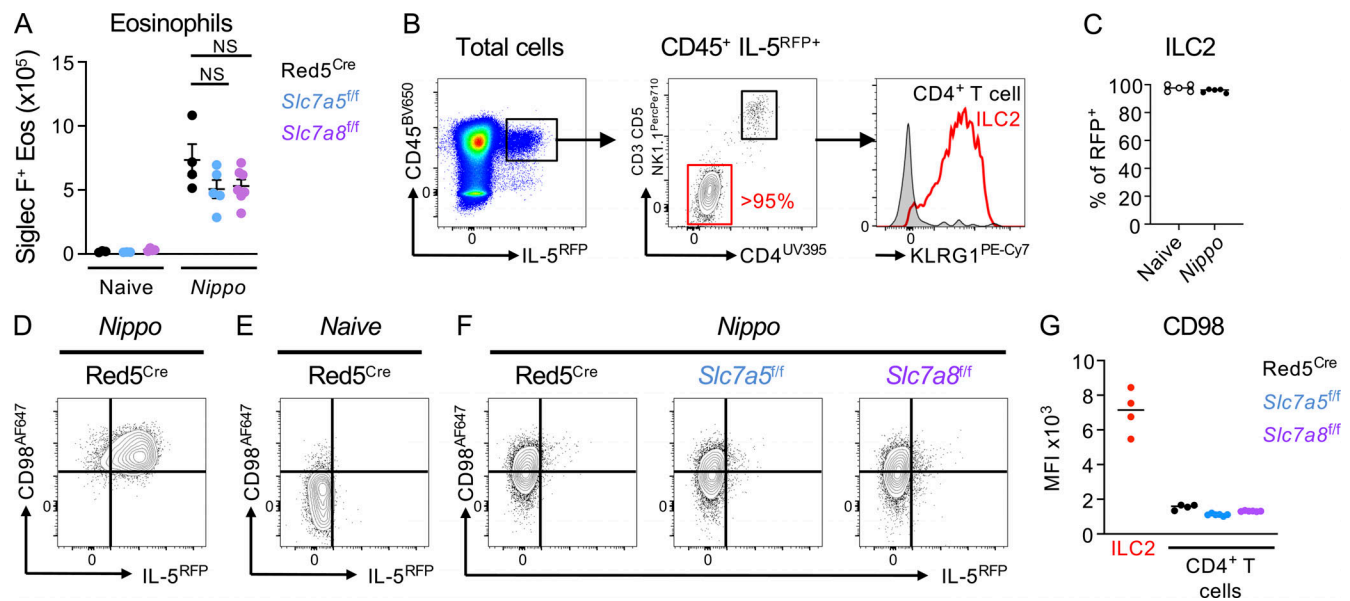 A
Eosinophils
Siglec F⁺ Eos (x10⁵)
15
10
5
0
NS
NS
Naive
Nippo
Red5ᶜʳᵉ
Slc7a5ᶠ/ᶠ
Slc7a8ᶠ/ᶠ
B
Total cells
CD45⁺ IL-5ᴿᶠᴾ⁺
CD45ᴮⱽ⁶⁵⁰
0
0
IL-5ᴿᶠᴾ
CD3 CD5
NK1.1ᴾᵉʳᶜᴾᵉ⁷¹⁰
0
>95%
0
CD4ᵁⱽ³⁹⁵
CD4⁺ T cell
ILC2
0
KLRG1ᴾᴱ⁻ᶜʸ⁷
C
ILC2
% of RFP⁺
100
80
60
40
20
0
Naive
Nippo
D
Nippo
Red5ᶜʳᵉ
CD98ᴬᶠ⁶⁴⁷
0
0
IL-5ᴿᶠᴾ
E
Naive
Red5ᶜʳᵉ
CD98ᴬᶠ⁶⁴⁷
0
0
IL-5ᴿᶠᴾ
F
Nippo
Red5ᶜʳᵉ
Slc7a5ᶠ/ᶠ
Slc7a8ᶠ/ᶠ
CD98ᴬᶠ⁶⁴⁷
0
0
0
0
IL-5ᴿᶠᴾ
G
CD98
MFI x10³
10
8
6
4
2
0
Red5ᶜʳᵉ
Slc7a5ᶠ/ᶠ
Slc7a8ᶠ/ᶠ
ILC2
CD4⁺ T
cells